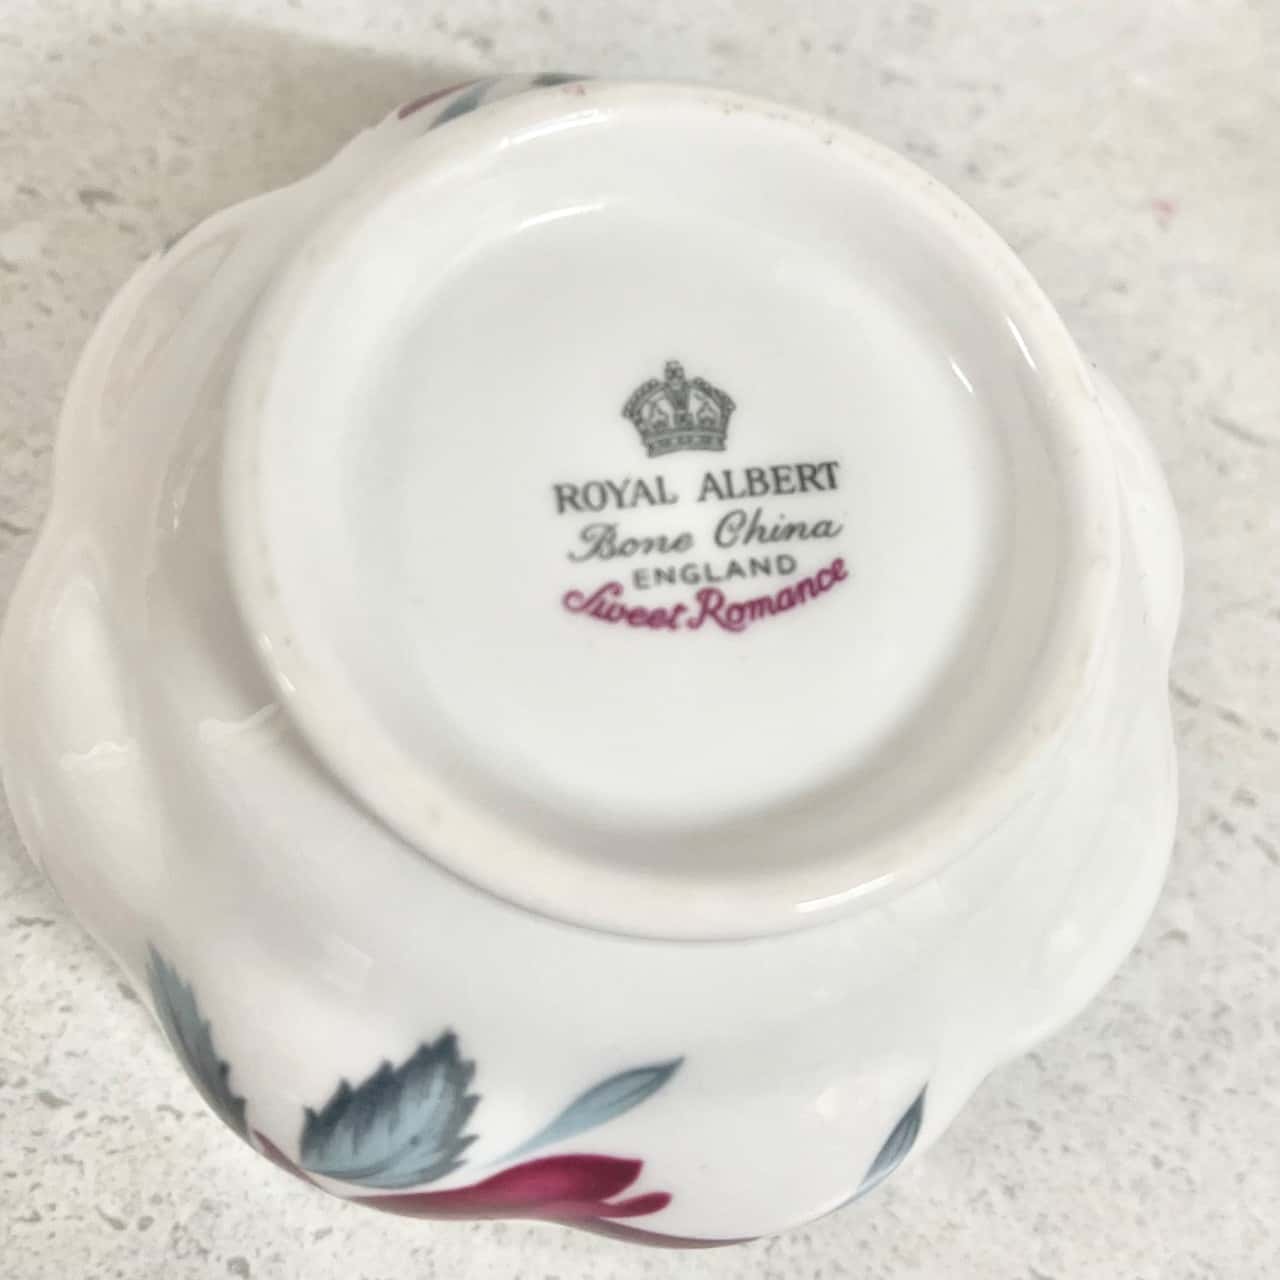 ROYAL ALBERT
Bone China
ENGLAND
Sweet Romance